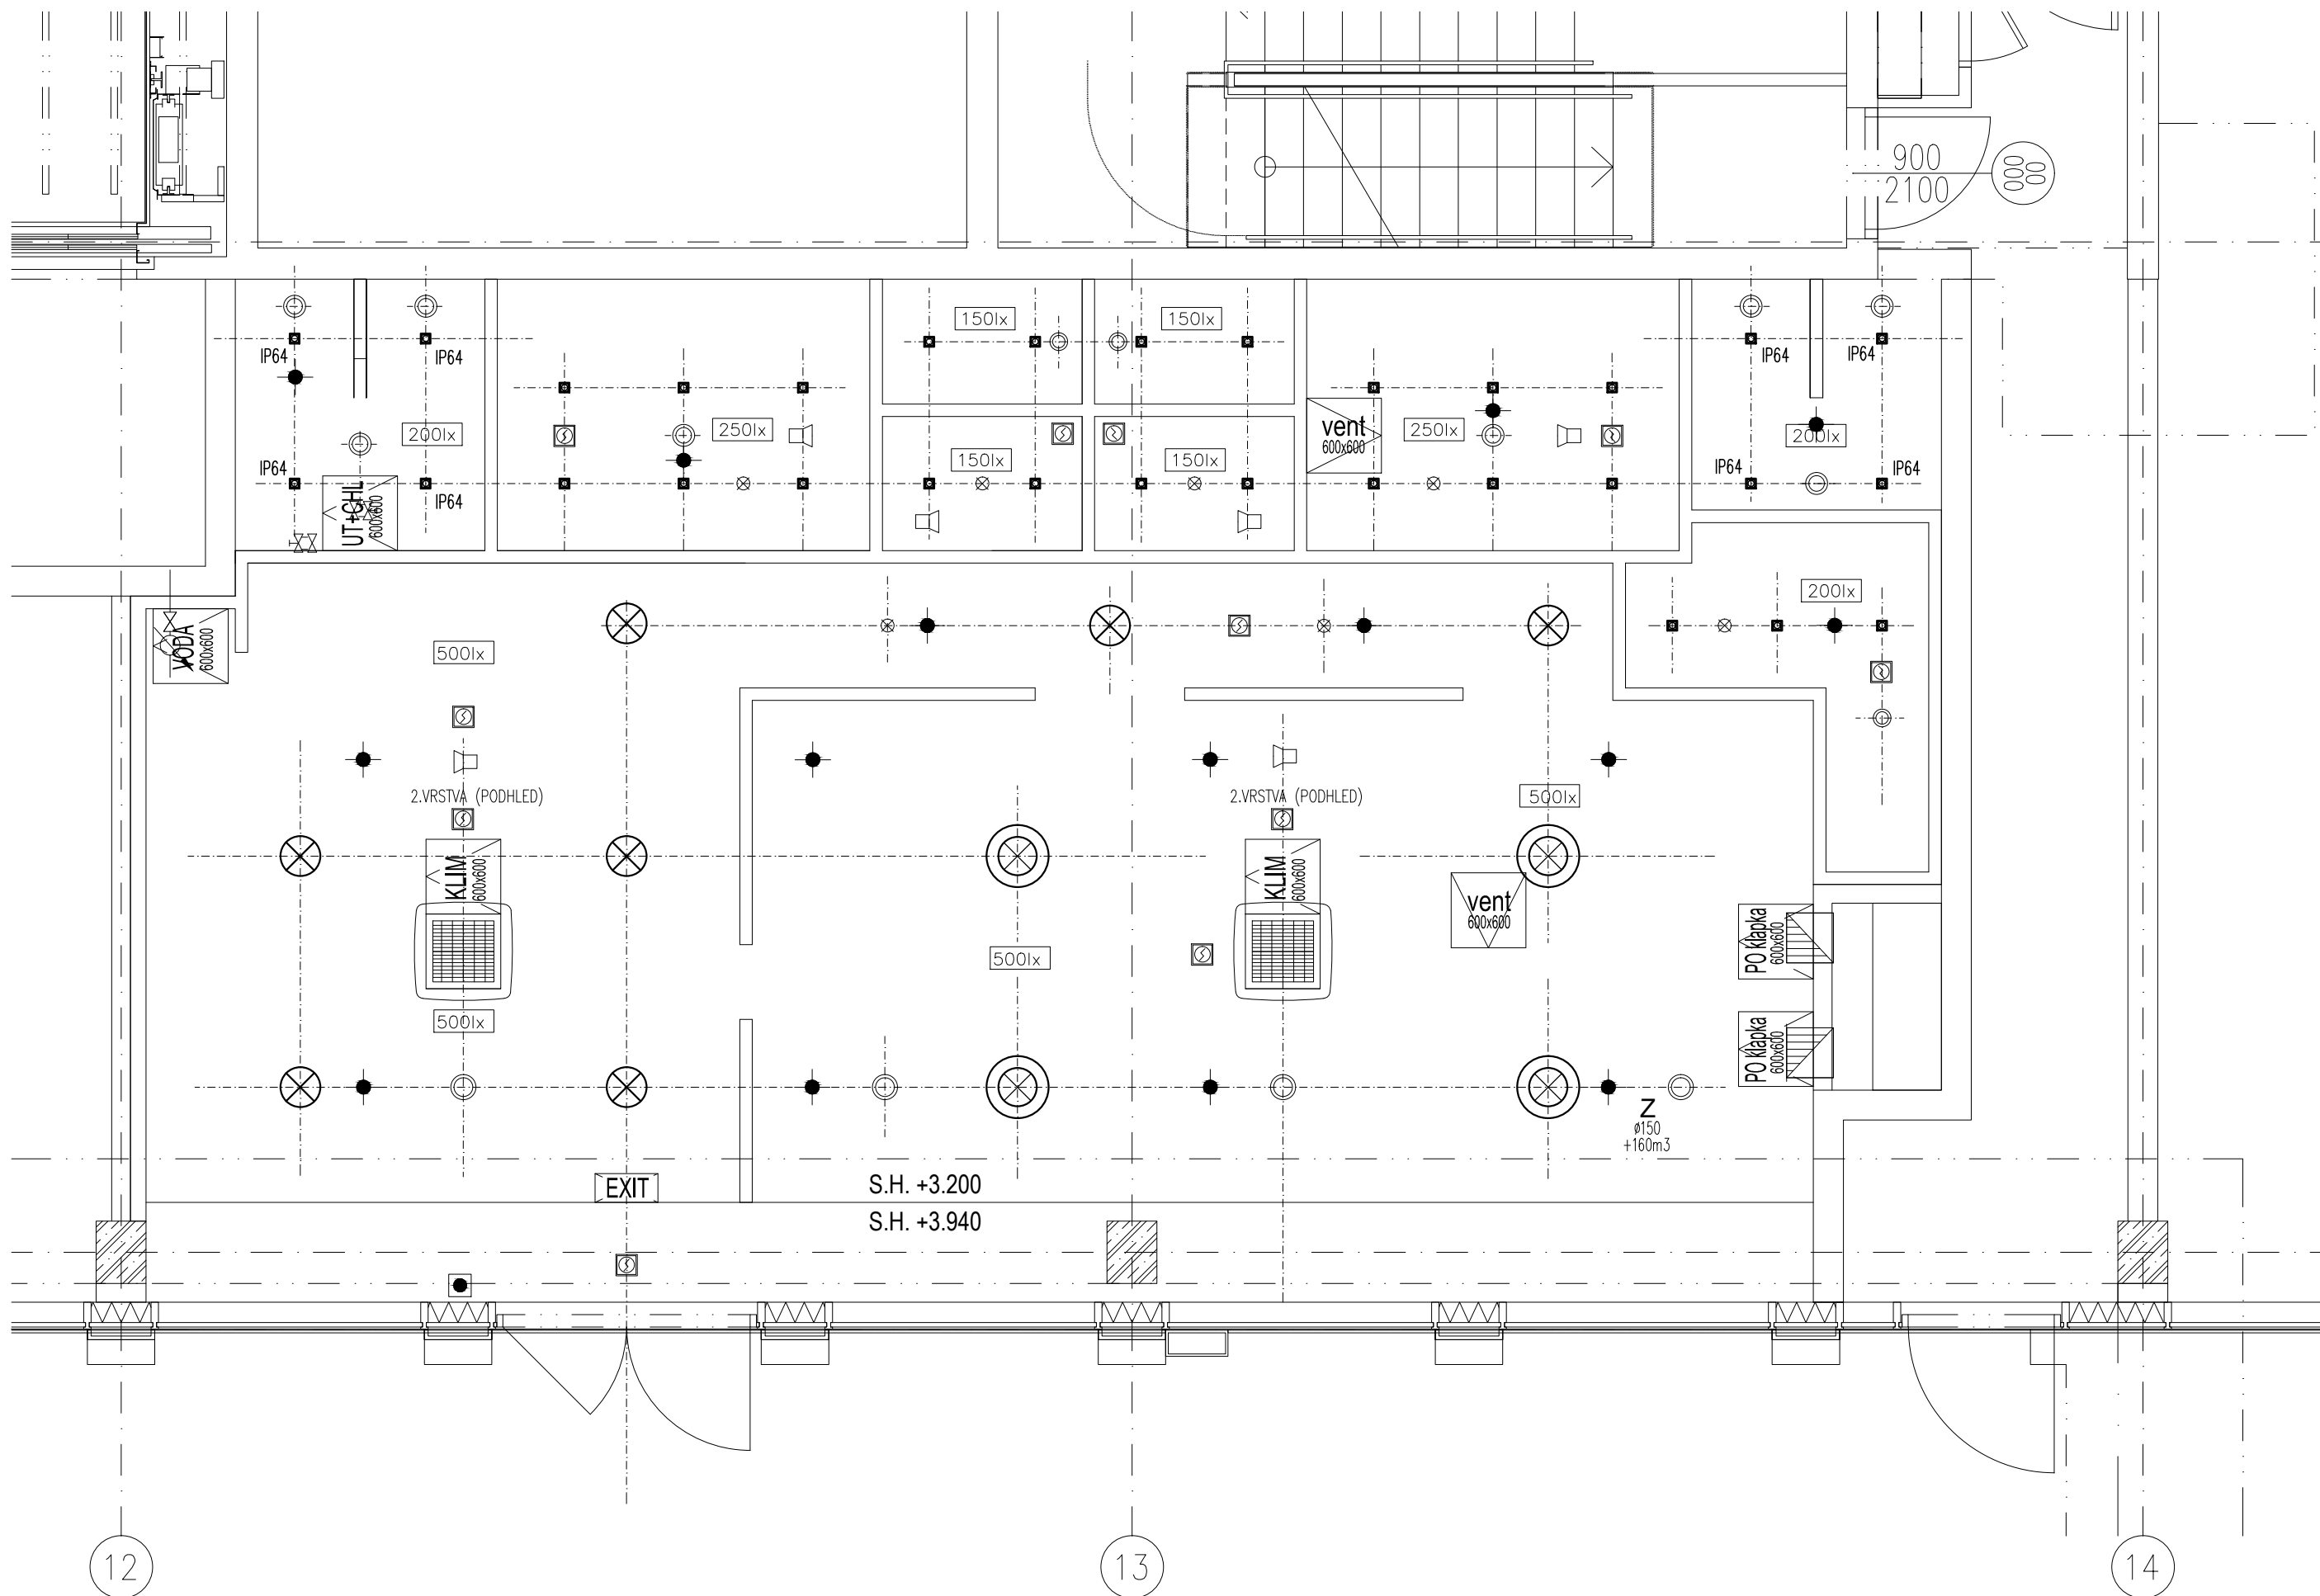 900
2100
000
00
150lx
150lx
IP64
IP64
IP64
IP64
200lx
250lx
vent
600x600
250lx
200lx
150lx
150lx
IP64
IP64
IP64
IP64
UT+CHL
600x600
VODA
600x600
500lx
200lx
2.VRSTVA (PODHLED)
2.VRSTVA (PODHLED)
500lx
KLIM
600x600
KLIM
600x600
vent
600x600
PO klapka
600x600
500lx
500lx
PO klapka
600x600
Z
ø150
+160m3
EXIT
S.H. +3.200
S.H. +3.940
12
13
14